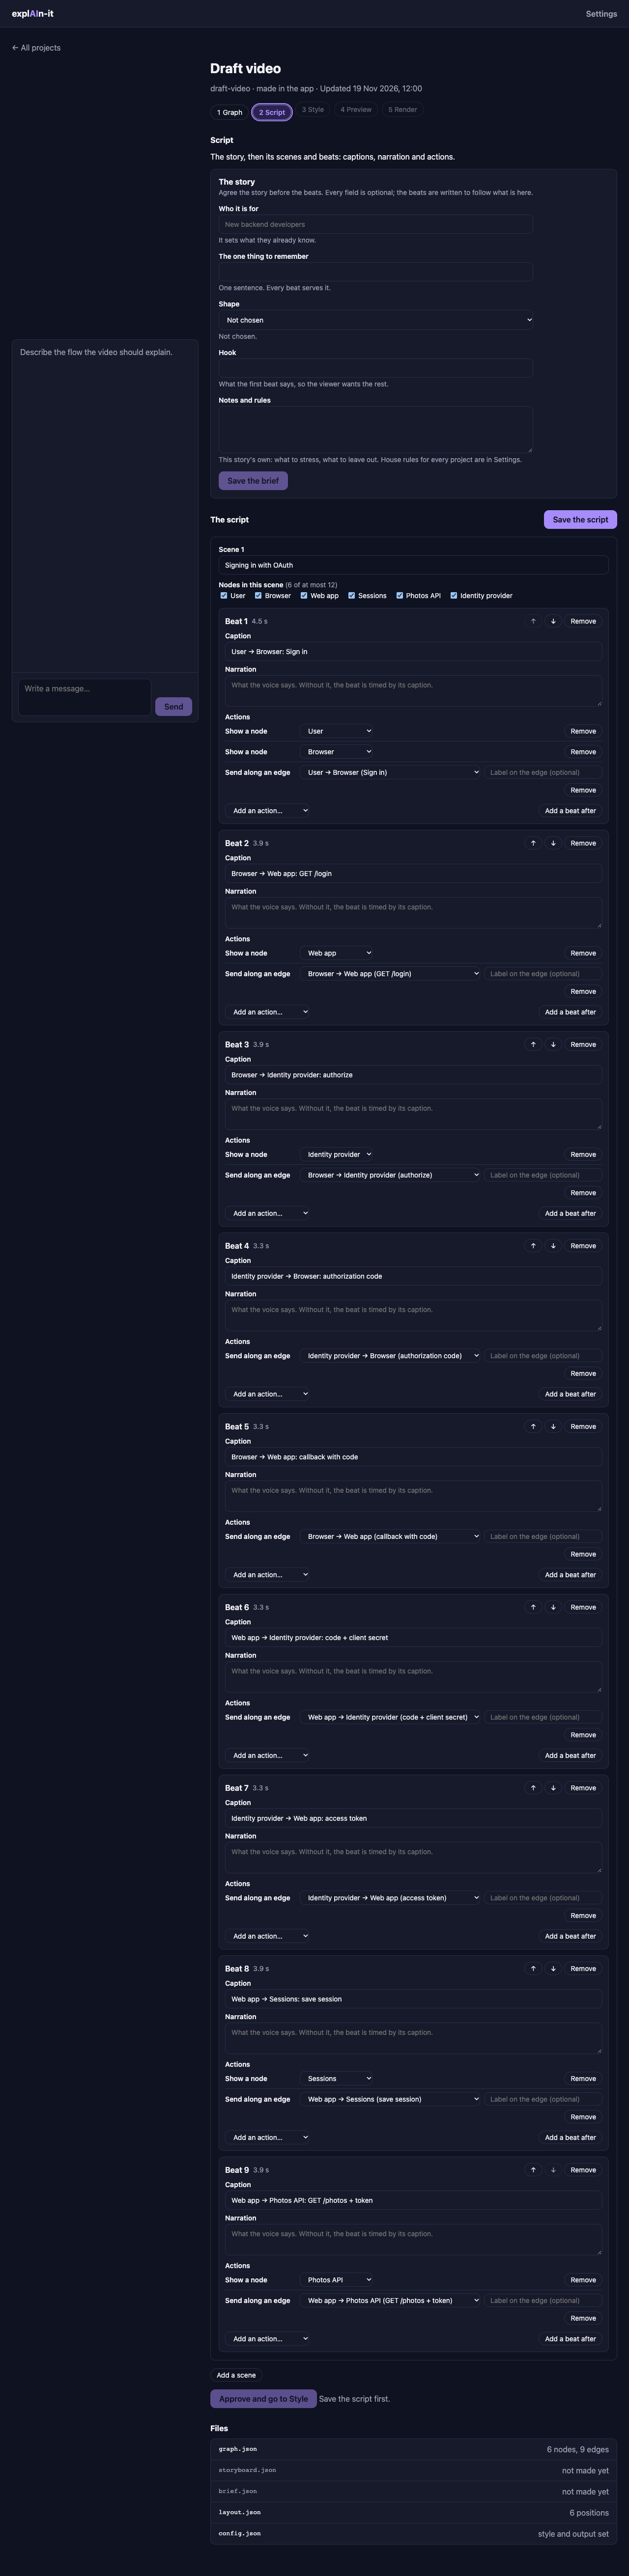 explAIn-it
Settings
← All projects
Draft video
draft-video · made in the app · Updated 19 Nov 2026, 12:00
1 Graph
2 Script
3 Style
4 Preview
5 Render
Script
The story, then its scenes and beats: captions, narration and actions.
The story
Agree the story before the beats. Every field is optional; the beats are written to follow what is here.
Who it is for
New backend developers
It sets what they already know.
The one thing to remember
One sentence. Every beat serves it.
Shape
Not chosen
Not chosen.
Hook
What the first beat says, so the viewer wants the rest.
Notes and rules
This story's own: what to stress, what to leave out. House rules for every project are in Settings.
Save the brief
Describe the flow the video should explain.
Write a message...
Send
The script
Save the script
Scene 1
Signing in with OAuth
Nodes in this scene (6 of at most 12)
User Browser Web app Sessions Photos API Identity provider
Beat 1 4.5 s ↑ ↓ Remove
Caption
User → Browser: Sign in
Narration
What the voice says. Without it, the beat is timed by its caption.
Actions
Show a node User Remove
Show a node Browser Remove
Send along an edge User → Browser (Sign in) Label on the edge (optional)
Remove
Add an action... Add a beat after
Beat 2 3.9 s ↑ ↓ Remove
Caption
Browser → Web app: GET /login
Narration
What the voice says. Without it, the beat is timed by its caption.
Actions
Show a node Web app Remove
Send along an edge Browser → Web app (GET /login) Label on the edge (optional)
Remove
Add an action... Add a beat after
Beat 3 3.9 s ↑ ↓ Remove
Caption
Browser → Identity provider: authorize
Narration
What the voice says. Without it, the beat is timed by its caption.
Actions
Show a node Identity provider Remove
Send along an edge Browser → Identity provider (authorize) Label on the edge (optional)
Remove
Add an action... Add a beat after
Beat 4 3.3 s ↑ ↓ Remove
Caption
Identity provider → Browser: authorization code
Narration
What the voice says. Without it, the beat is timed by its caption.
Actions
Send along an edge Identity provider → Browser (authorization code) Label on the edge (optional)
Remove
Add an action... Add a beat after
Beat 5 3.3 s ↑ ↓ Remove
Caption
Browser → Web app: callback with code
Narration
What the voice says. Without it, the beat is timed by its caption.
Actions
Send along an edge Browser → Web app (callback with code) Label on the edge (optional)
Remove
Add an action... Add a beat after
Beat 6 3.3 s ↑ ↓ Remove
Caption
Web app → Identity provider: code + client secret
Narration
What the voice says. Without it, the beat is timed by its caption.
Actions
Send along an edge Web app → Identity provider (code + client secret) Label on the edge (optional)
Remove
Add an action... Add a beat after
Beat 7 3.3 s ↑ ↓ Remove
Caption
Identity provider → Web app: access token
Narration
What the voice says. Without it, the beat is timed by its caption.
Actions
Send along an edge Identity provider → Web app (access token) Label on the edge (optional)
Remove
Add an action... Add a beat after
Beat 8 3.9 s ↑ ↓ Remove
Caption
Web app → Sessions: save session
Narration
What the voice says. Without it, the beat is timed by its caption.
Actions
Show a node Sessions Remove
Send along an edge Web app → Sessions (save session) Label on the edge (optional)
Remove
Add an action... Add a beat after
Beat 9 3.9 s ↑ ↓ Remove
Caption
Web app → Photos API: GET /photos + token
Narration
What the voice says. Without it, the beat is timed by its caption.
Actions
Show a node Photos API Remove
Send along an edge Web app → Photos API (GET /photos + token) Label on the edge (optional)
Remove
Add an action... Add a beat after
Add a scene
Approve and go to Style Save the script first.
Files
graph.json 6 nodes, 9 edges
storyboard.json not made yet
brief.json not made yet
layout.json 6 positions
config.json style and output set